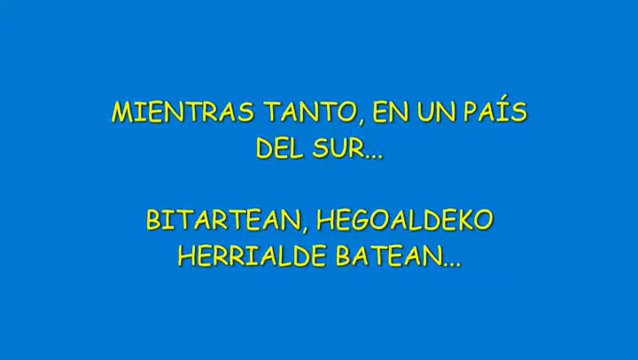 MIENTRAS TANTO, EN UN PAÍS
DEL SUR...
BITARTEAN, HEGOALDEKO
HERRIALDE BATEAN...